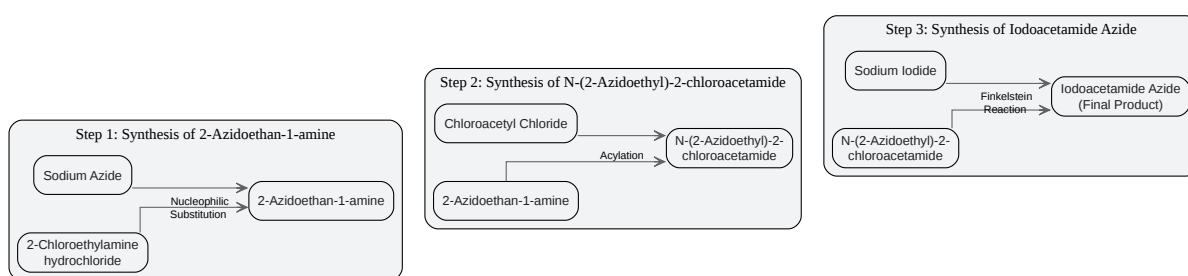 Step 1: Synthesis of 2-Azidoethan-1-amine
Sodium Azide
2-Azidoethan-1-amine
Nucleophilic
Substitution
2-Chloroethylamine
hydrochloride
Step 2: Synthesis of N-(2-Azidoethyl)-2-chloroacetamide
Chloroacetyl Chloride
N-(2-Azidoethyl)-2-
chloroacetamide
Acylation
2-Azidoethan-1-amine
Step 3: Synthesis of Iodoacetamide Azide
Sodium Iodide
Iodoacetamide Azide
(Final Product)
Finkelstein
Reaction
N-(2-Azidoethyl)-2-
chloroacetamide